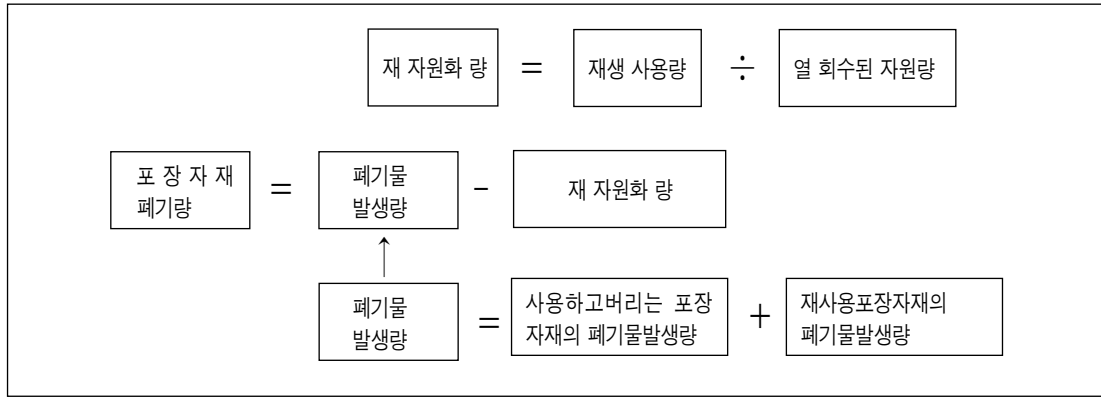 재 자원화 량 = 재생 사용량 ÷ 열 회수된 자원량
포 장 자 재
폐기량
=
폐기물
발생량
-
재 자원화 량
↑
폐기물
발생량
=
사용하고버리는 포장
자재의 폐기물발생량
+
재사용포장자재의
폐기물발생량